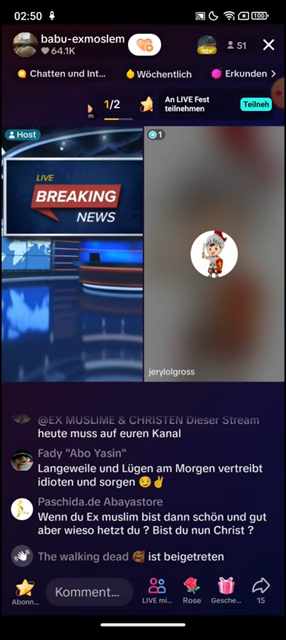 02:50
100
babu-exmoslem
64.1K
51
Chatten und Int...
Wöchentlich
Erkunden
1/2
An LIVE Fest
teilnehmen
Teilneh
Host
1
LIVE
BREAKING
NEWS
jerylolgross
@EX MUSLIME & CHRISTEN Dieser Stream
heute muss auf euren Kanal
Fady "Abo Yasin"
Langeweile und Lügen am Morgen vertreibt
idioten und sorgen 😏✌️
Paschida.de Abayastore
Wenn du Ex muslim bist dann schön und gut
aber wieso hetzt du ? Bist du nun Christ ?
The walking dead 🥰 ist beigetreten
Komment...
Abonn...
LIVE mi...
Rose
Gesche...
15